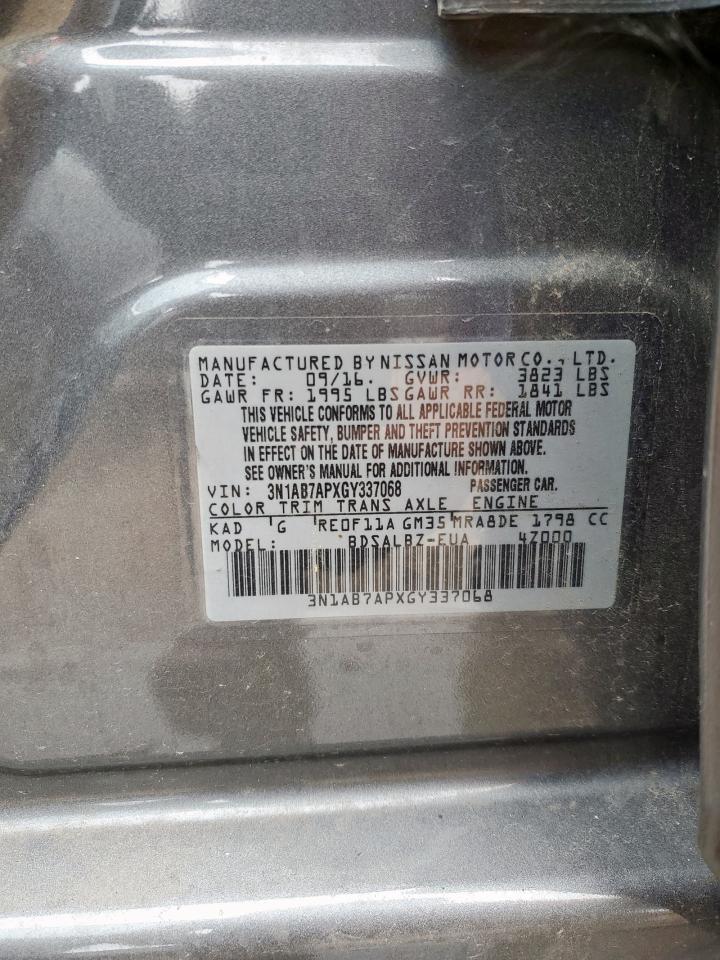 MANUFACTURED BY NISSAN MOTOR CO., LTD.
DATE: 09/16. GVWR: 3823 LBS
GAWR FR: 1995 LBS GAWR RR: 1841 LBS
THIS VEHICLE CONFORMS TO ALL APPLICABLE FEDERAL MOTOR
VEHICLE SAFETY, BUMPER AND THEFT PREVENTION STANDARDS
IN EFFECT ON THE DATE OF MANUFACTURE SHOWN ABOVE.
SEE OWNER'S MANUAL FOR ADDITIONAL INFORMATION.
VIN: 3N1AB7APXGY337068 PASSENGER CAR.
COLOR TRIM TRANS AXLE ENGINE
KAD G RE0F11A GM35 MRA8DE 1798 CC
MODEL: BDSALBZ-EUA 4Z000
3N1AB7APXGY337068